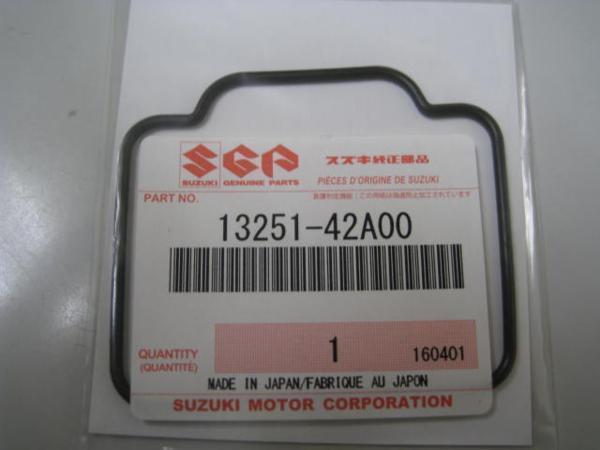 SGP スズキ純正部品
SUZUKI GENUINE PARTS PIÈCES D'ORIGINE DE SUZUKI
PART NO.
13251-42A00
QUANTITY
(QUANTITÉ) 1 160401
MADE IN JAPAN/FABRIQUE AU JAPON
SUZUKI MOTOR CORPORATION